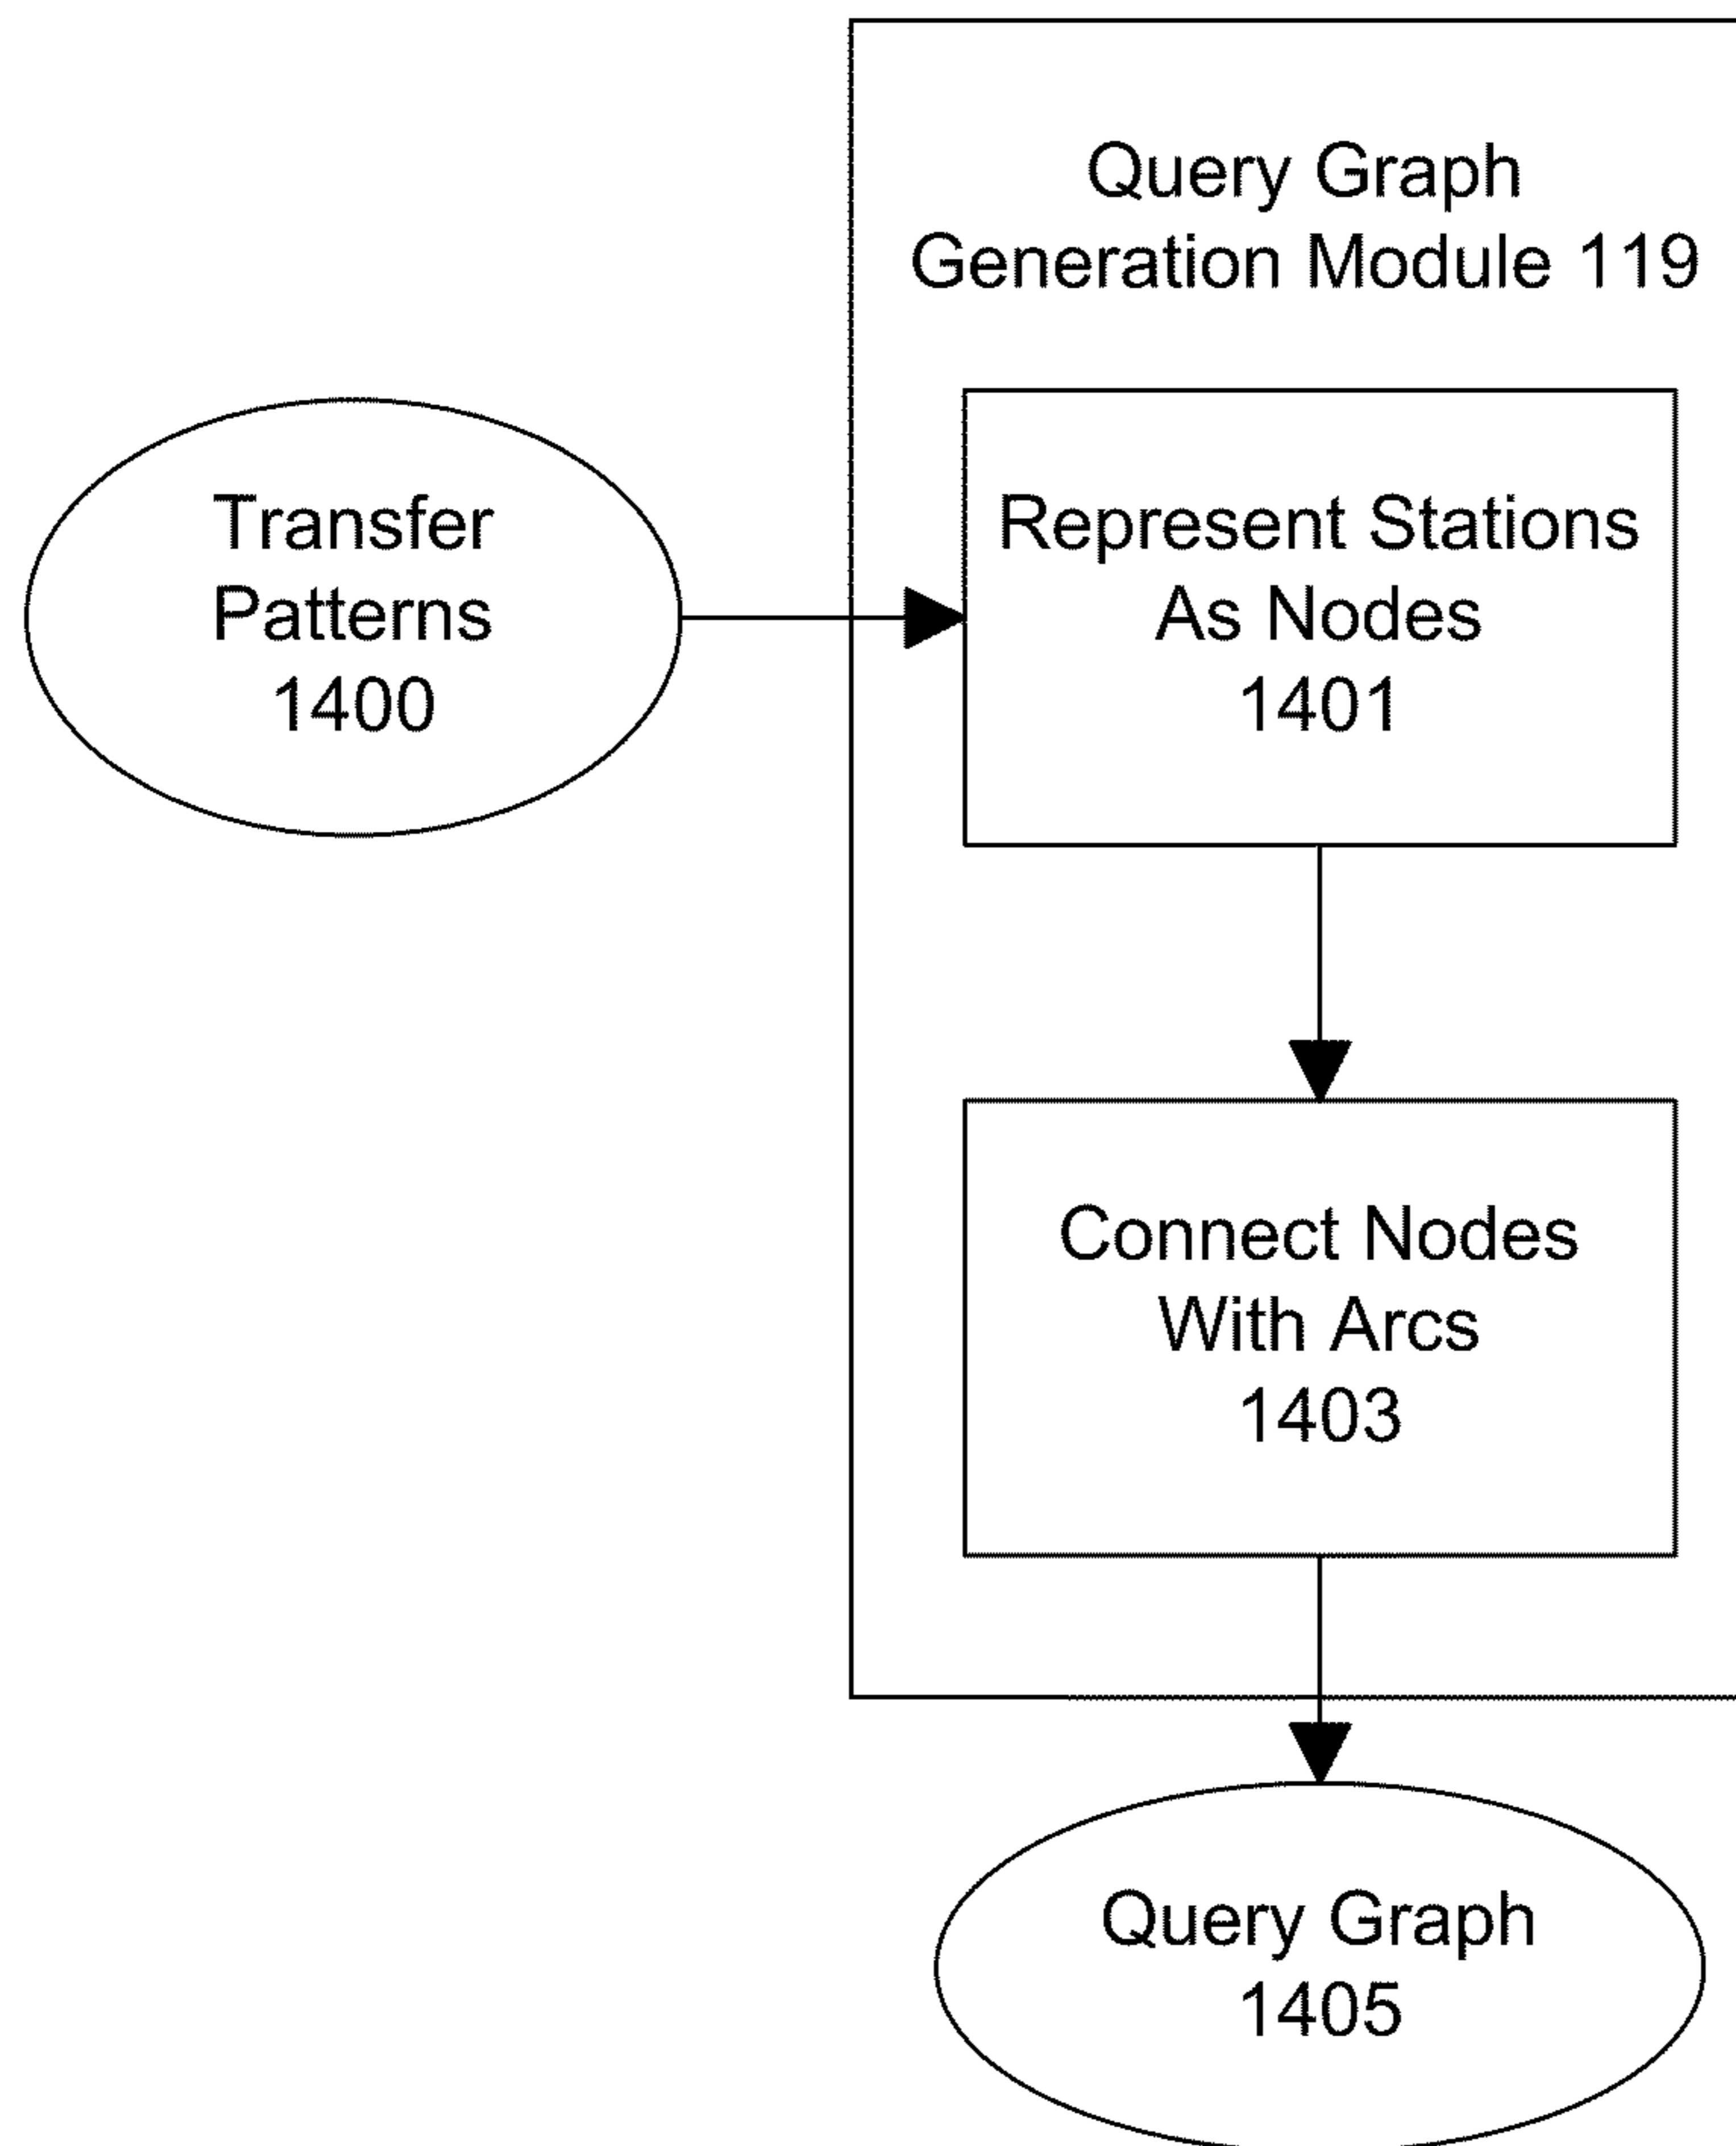 Query Graph
Generation Module 119
Transfer
Patterns
1400
Represent Stations
As Nodes
1401
Connect Nodes
With Arcs
1403
Query Graph
1405